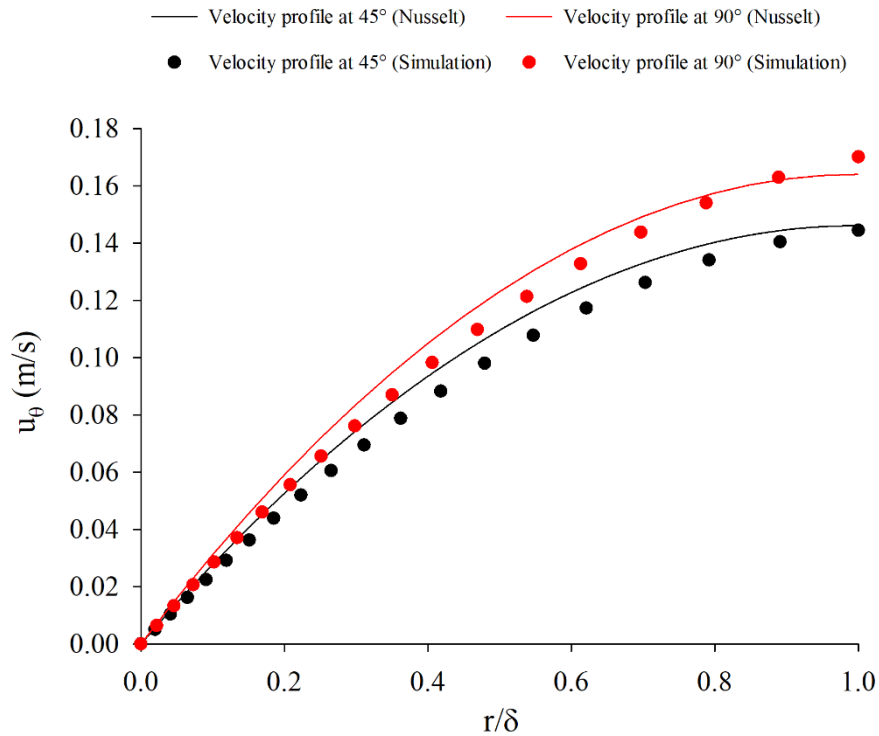 Velocity profile at 45° (Nusselt) Velocity profile at 90° (Nusselt)
Velocity profile at 45° (Simulation) Velocity profile at 90° (Simulation)
0.18
0.16
0.14
0.12
0.10
0.08
0.06
0.04
0.02
0.00
u_θ (m/s)
0.0 0.2 0.4 0.6 0.8 1.0
r/δ